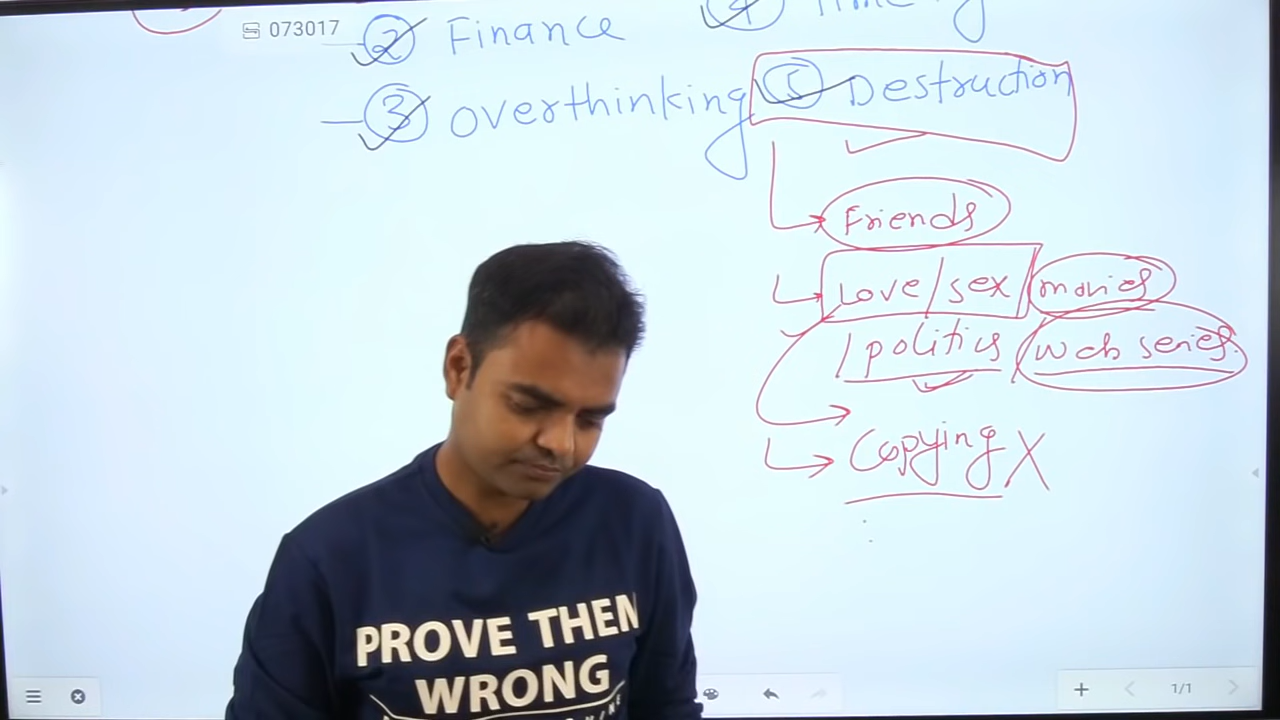 073017
② Finance
④
③ overthinking
⑤ Destruction
Friends
Love/sex movies
/politics web series
Copying X
PROVE THEM
WRONG
1/1